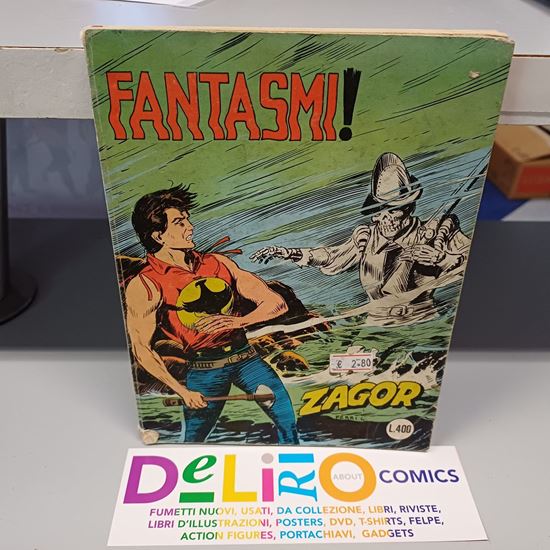 FANTASMI!
€ 2.80
ZAGOR
FERRI
L.400
DeLiRiO ABOUT COMICS
FUMETTI NUOVI, USATI, DA COLLEZIONE, LIBRI, RIVISTE,
LIBRI D'ILLUSTRAZIONI, POSTERS, DVD, T-SHIRTS, FELPE,
ACTION FIGURES, PORTACHIAVI, GADGETS